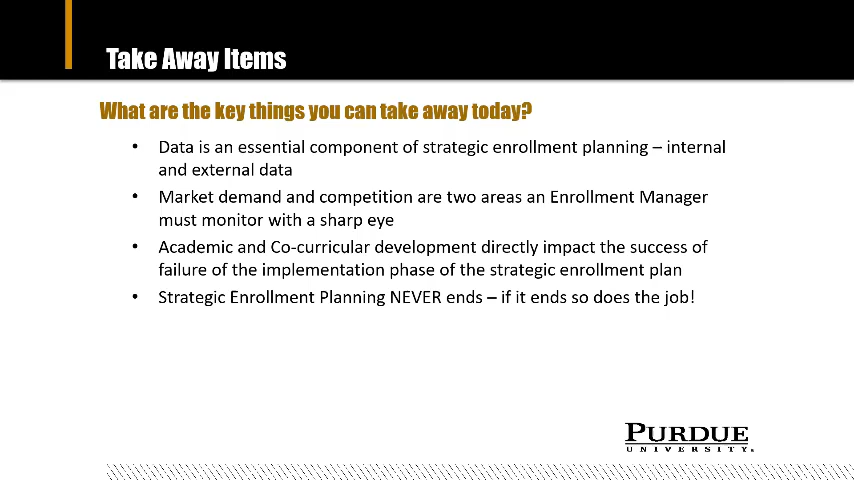 Take Away Items
What are the key things you can take away today?
• Data is an essential component of strategic enrollment planning – internal
and external data
• Market demand and competition are two areas an Enrollment Manager
must monitor with a sharp eye
• Academic and Co-curricular development directly impact the success of
failure of the implementation phase of the strategic enrollment plan
• Strategic Enrollment Planning NEVER ends – if it ends so does the job!
PURDUE
UNIVERSITY.